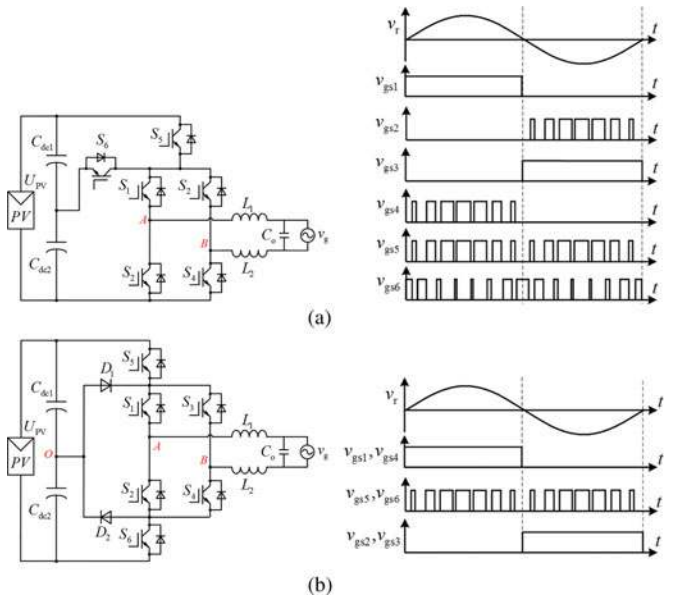 (a)
C_dc1
S_6
S_5
U_PV
PV
S_1
S_2
A
B
L_1
L_2
C_o
v_g
C_dc2
S_2
S_4
v_r
t
v_gs1
t
v_gs2
t
v_gs3
t
v_gs4
t
v_gs5
t
v_gs6
t
(b)
C_dc1
D_1
S_5
U_PV
PV
O
S_1
S_3
A
B
L_1
L_2
C_o
v_g
C_dc2
S_2
S_4
D_2
S_6
v_r
t
v_gs1, v_gs4
t
v_gs5, v_gs6
t
v_gs2, v_gs3
t